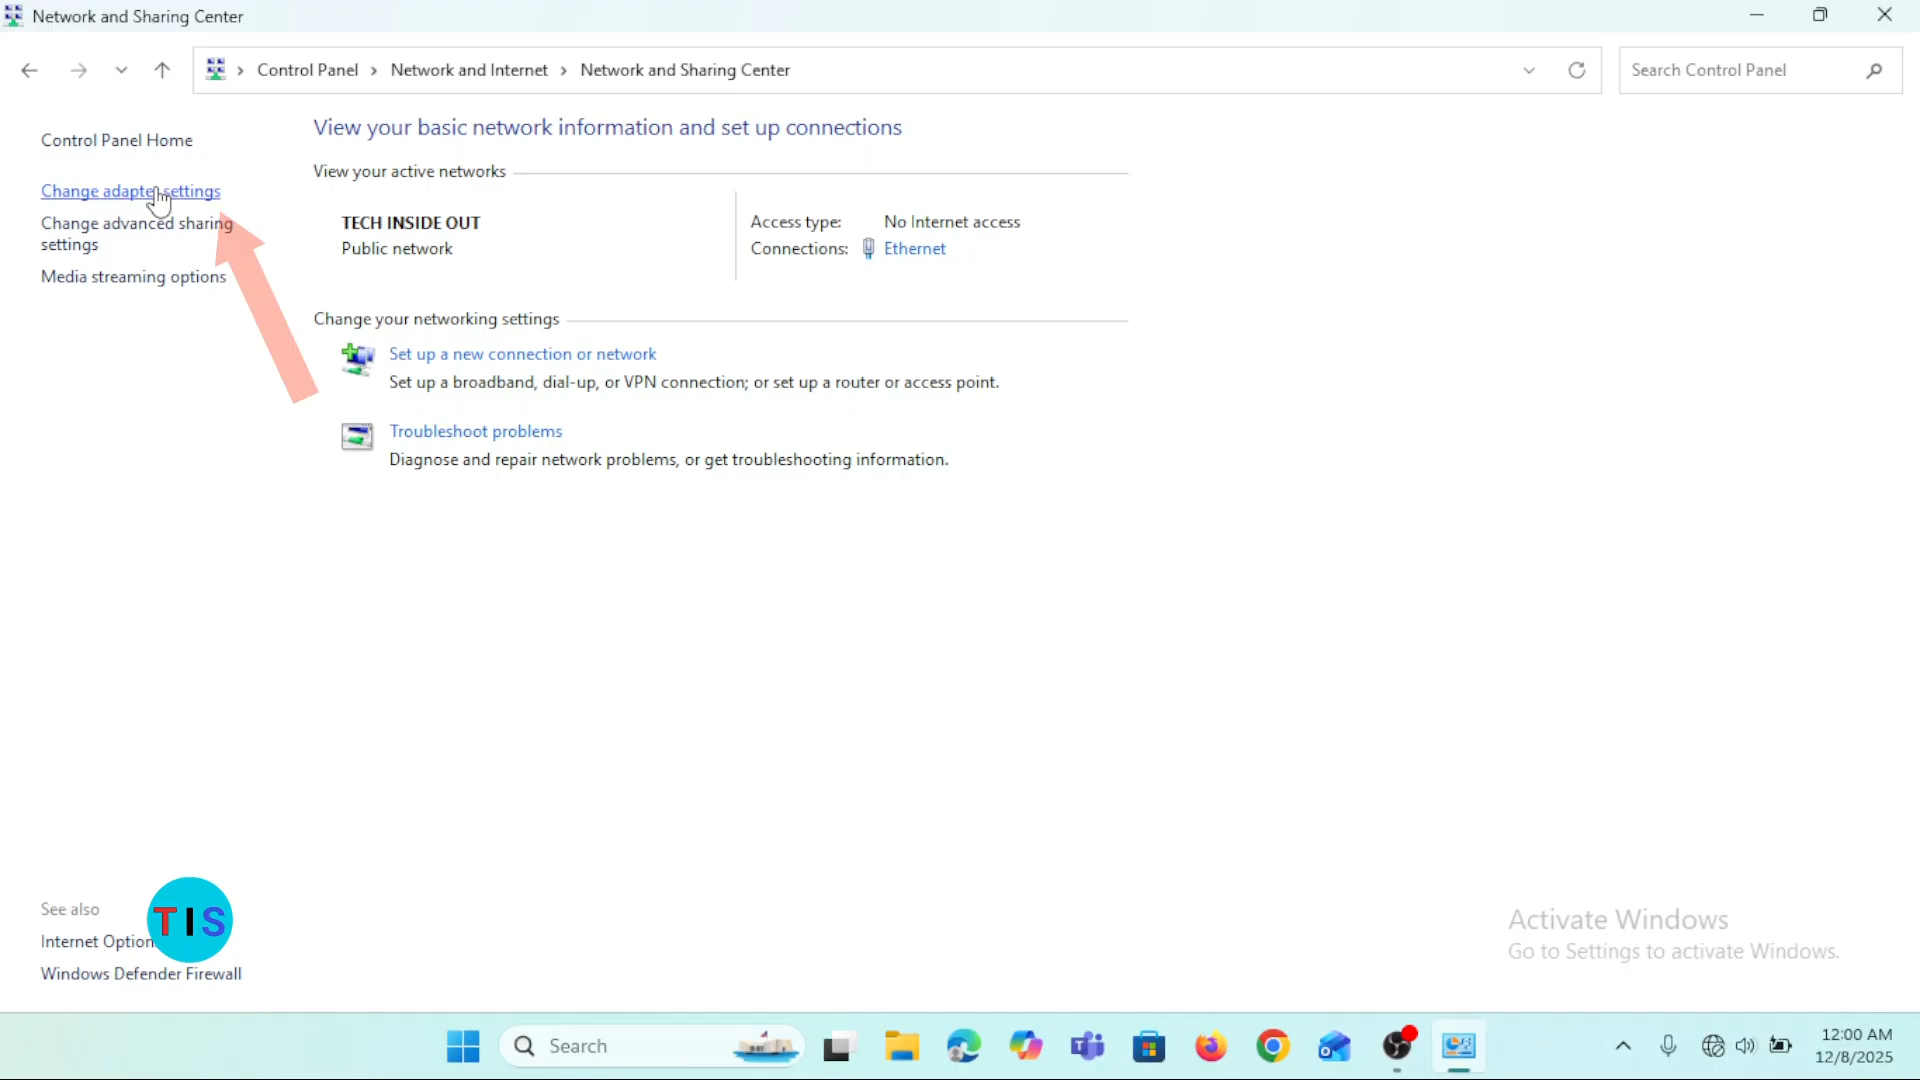 Network and Sharing Center
Control Panel
Network and Internet
Network and Sharing Center
Search Control Panel
Control Panel Home
Change adapter settings
Change advanced sharing
settings
Media streaming options
View your basic network information and set up connections
View your active networks
TECH INSIDE OUT
Public network
Access type: No Internet access
Connections: Ethernet
Change your networking settings
Set up a new connection or network
Set up a broadband, dial-up, or VPN connection; or set up a router or access point.
Troubleshoot problems
Diagnose and repair network problems, or get troubleshooting information.
See also
Internet Option
Windows Defender Firewall
TIS
Activate Windows
Go to Settings to activate Windows.
Search
12:00 AM
12/8/2025